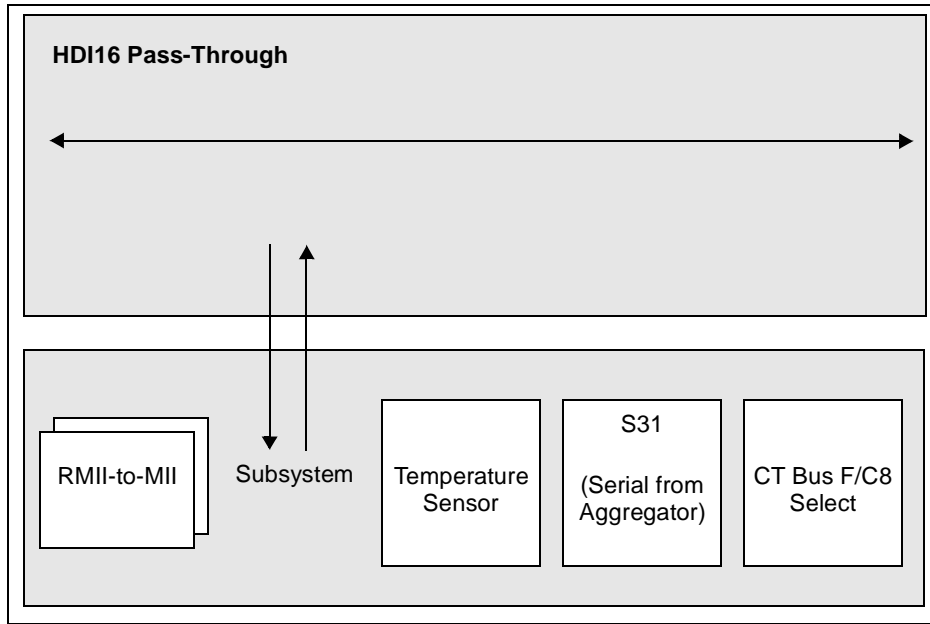 HDI16 Pass-Through
RMII-to-MII
Subsystem
Temperature
Sensor
S31
(Serial from
Aggregator)
CT Bus F/C8
Select